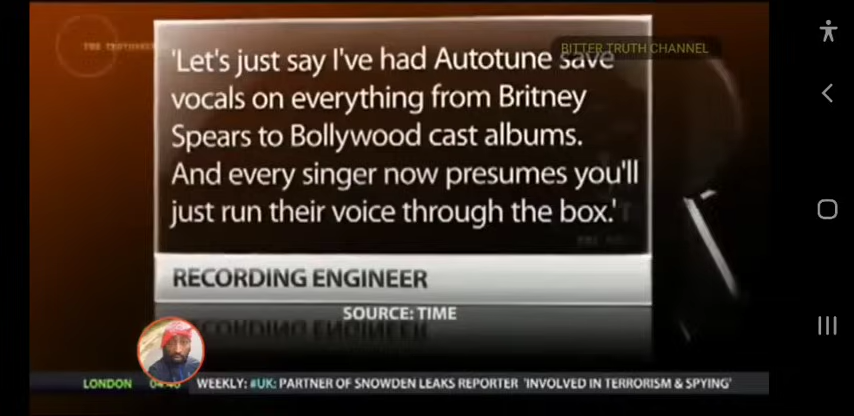 BITTER TRUTH CHANNEL
'Let's just say I've had Autotune save
vocals on everything from Britney
Spears to Bollywood cast albums.
And every singer now presumes you'll
just run their voice through the box.'
RECORDING ENGINEER
SOURCE: TIME
LONDON WEEKLY: #UK: PARTNER OF SNOWDEN LEAKS REPORTER 'INVOLVED IN TERRORISM & SPYING'